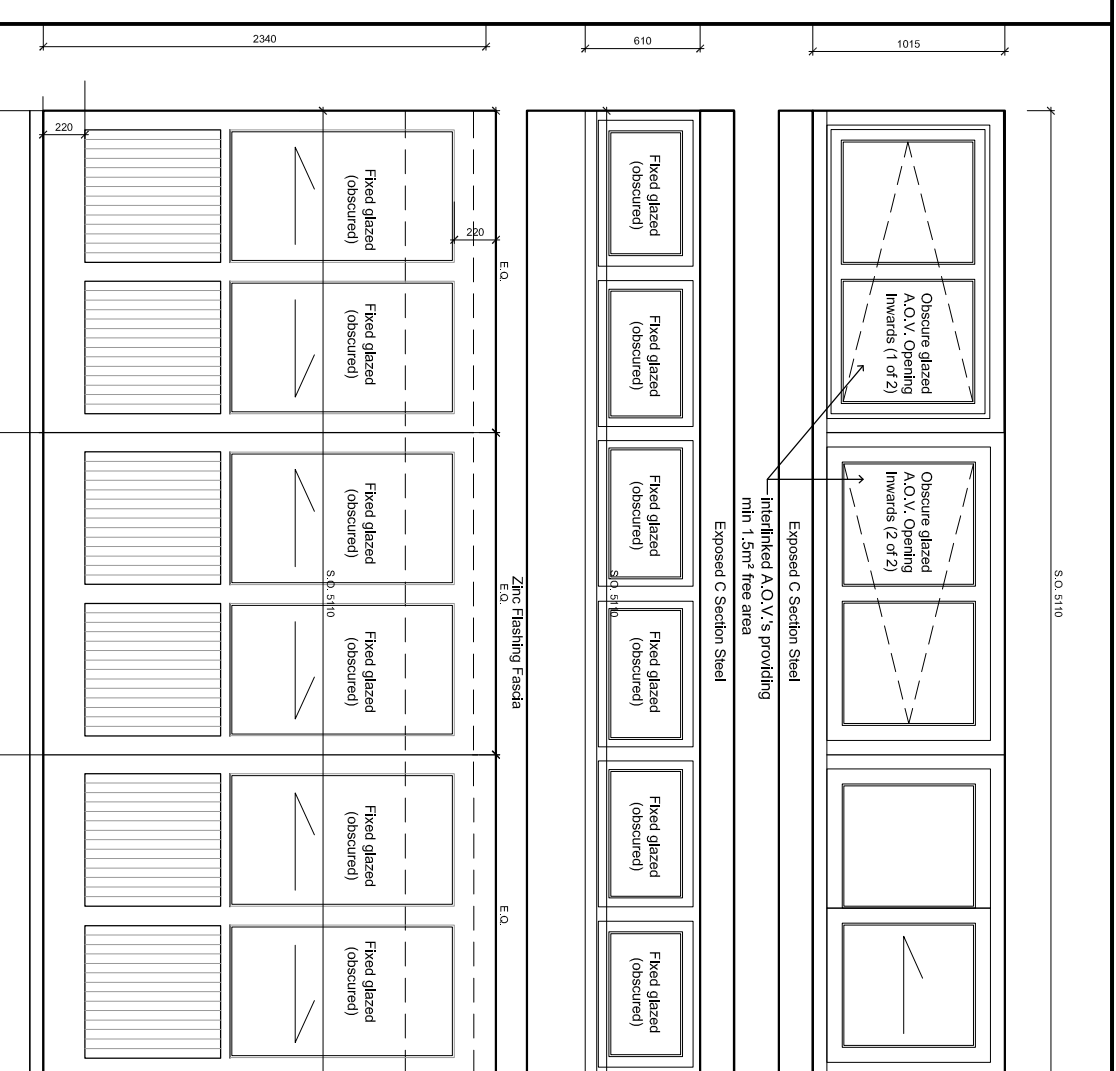 2340
610
1015
220
220
Fixed glazed
(obscured)
Fixed glazed
(obscured)
Fixed glazed
(obscured)
Fixed glazed
(obscured)
Fixed glazed
(obscured)
Fixed glazed
(obscured)
S.O. 5110
E.Q.
E.Q.
E.Q.
Zinc Flashing Fascia
FIxed glazed
(obscured)
FIxed glazed
(obscured)
FIxed glazed
(obscured)
FIxed glazed
(obscured)
FIxed glazed
(obscured)
FIxed glazed
(obscured)
S.O. 5110
Exposed C Section Steel
interlinked A.O.V.'s providing
min 1.5m² free area
Exposed C Section Steel
Obscure glazed
A.O.V. Opening
Inwards (1 of 2)
Obscure glazed
A.O.V. Opening
Inwards (2 of 2)
S.O. 5110